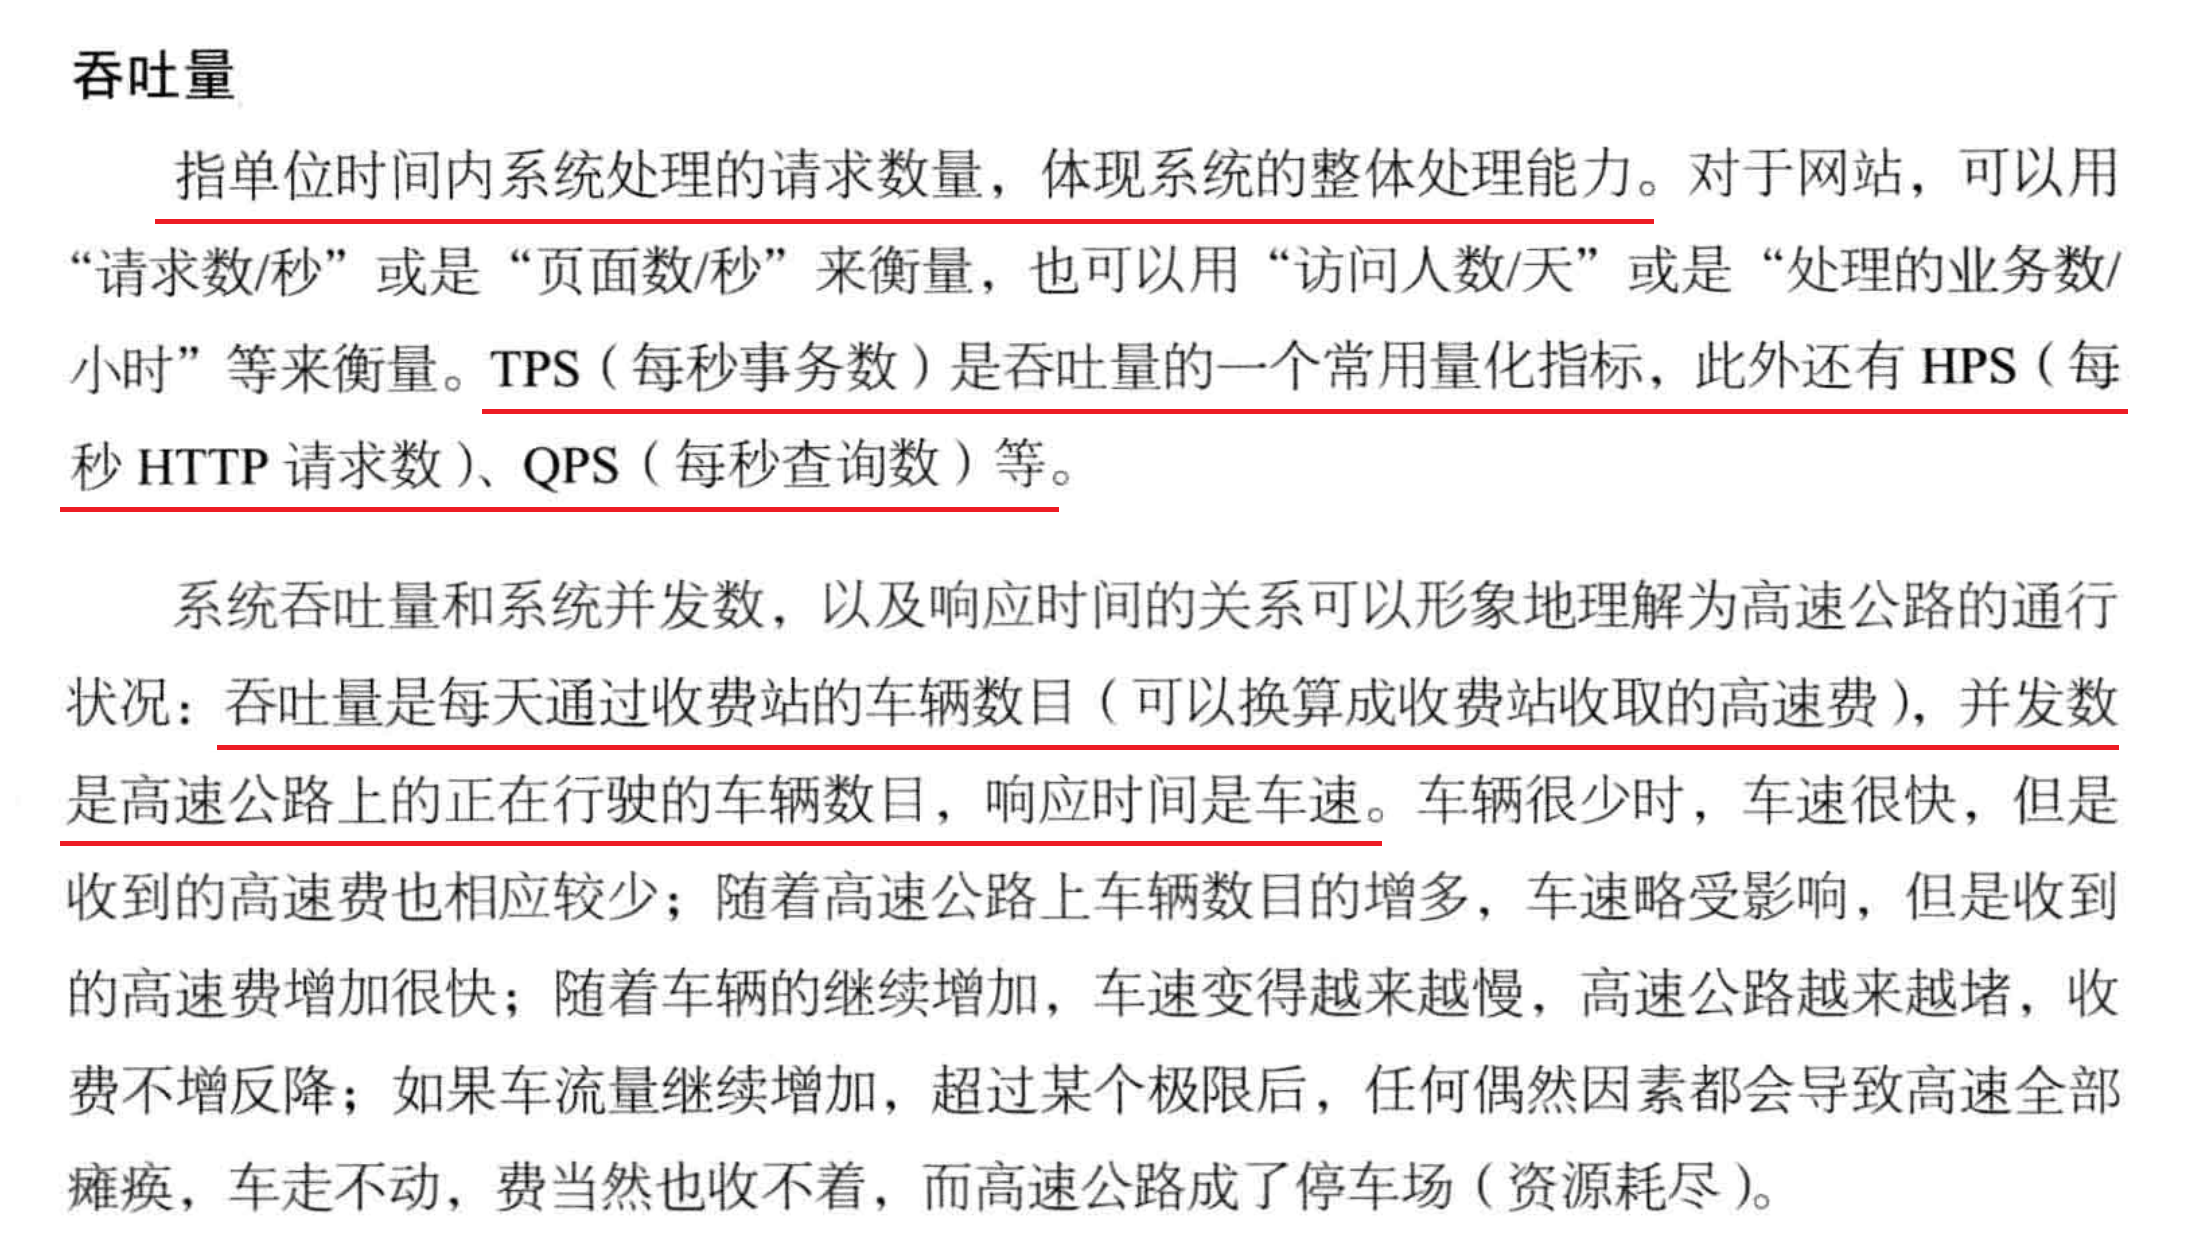 吞吐量
指单位时间内系统处理的请求数量，体现系统的整体处理能力。对于网站，可以用
“请求数/秒”或是“页面数/秒”来衡量，也可以用“访问人数/天”或是“处理的业务数/
小时”等来衡量。TPS（每秒事务数）是吞吐量的一个常用量化指标，此外还有 HPS（每
秒 HTTP 请求数）、QPS（每秒查询数）等。
系统吞吐量和系统并发数，以及响应时间的关系可以形象地理解为高速公路的通行
状况：吞吐量是每天通过收费站的车辆数目（可以换算成收费站收取的高速费），并发数
是高速公路上的正在行驶的车辆数目，响应时间是车速。车辆很少时，车速很快，但是
收到的高速费也相应较少；随着高速公路上车辆数目的增多，车速略受影响，但是收到
的高速费增加很快；随着车辆的继续增加，车速变得越来越慢，高速公路越来越堵，收
费不增反降；如果车流量继续增加，超过某个极限后，任何偶然因素都会导致高速全部
瘫痪，车走不动，费当然也收不着，而高速公路成了停车场（资源耗尽）。